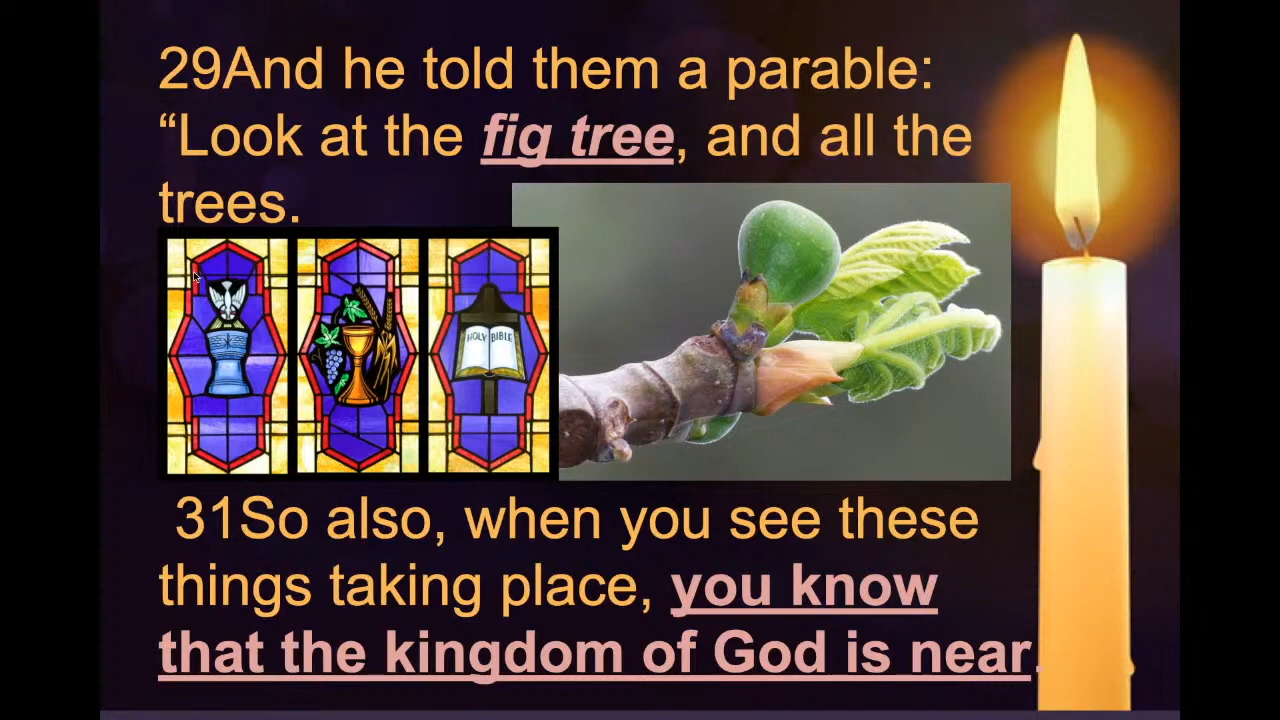 29And he told them a parable:
“Look at the fig tree, and all the
trees.
HOLY BIBLE
31So also, when you see these
things taking place, you know
that the kingdom of God is near.